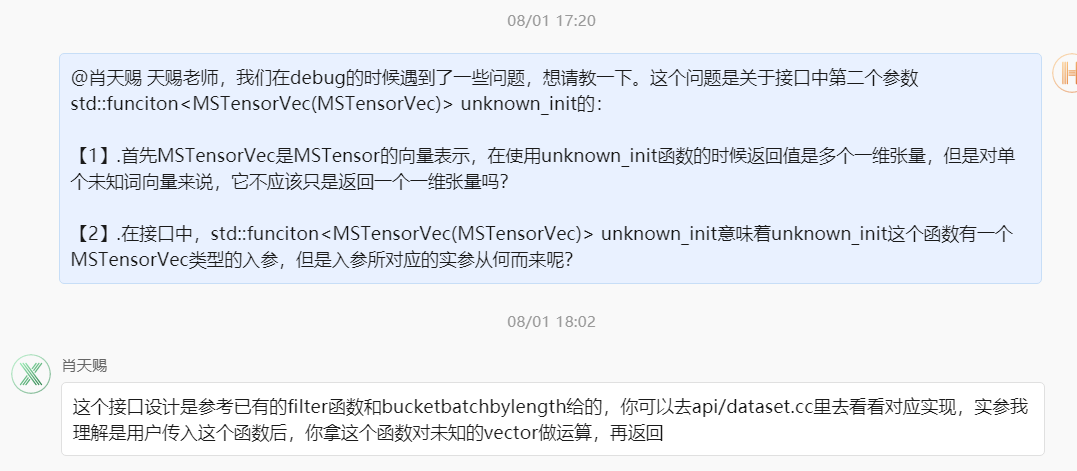 08/01 17:20
@肖天赐 天赐老师，我们在debug的时候遇到了一些问题，想请教一下。这个问题是关于接口中第二个参数
std::funciton<MSTensorVec(MSTensorVec)> unknown_init的：
【1】.首先MSTensorVec是MSTensor的向量表示，在使用unknown_init函数的时候返回值是多个一维张量，但是对单
个未知词向量来说，它不应该只是返回一个一维张量吗？
【2】.在接口中，std::funciton<MSTensorVec(MSTensorVec)> unknown_init意味着unknown_init这个函数有一个
MSTensorVec类型的入参，但是入参所对应的实参从何而来呢？
08/01 18:02
肖天赐
这个接口设计是参考已有的filter函数和bucketbatchbylength给的，你可以去api/dataset.cc里去看看对应实现，实参我
理解是用户传入这个函数后，你拿这个函数对未知的vector做运算，再返回